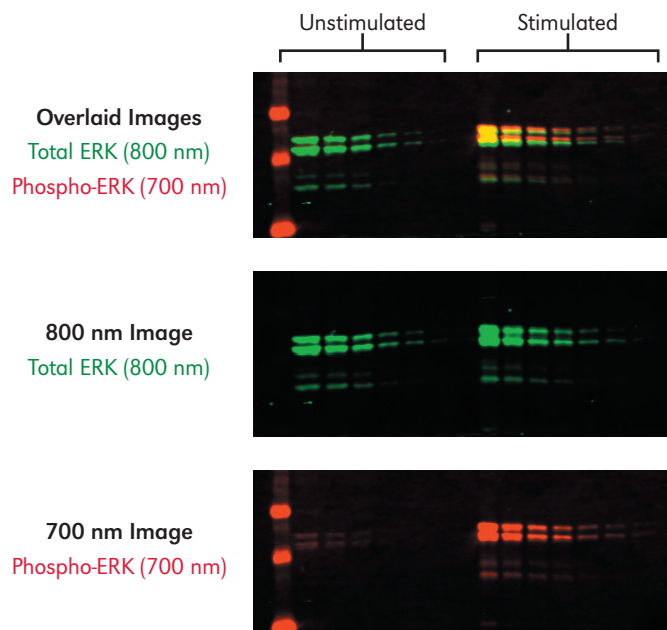 Unstimulated
Stimulated
Overlaid Images
Total ERK (800 nm)
Phospho-ERK (700 nm)
800 nm Image
Total ERK (800 nm)
700 nm Image
Phospho-ERK (700 nm)